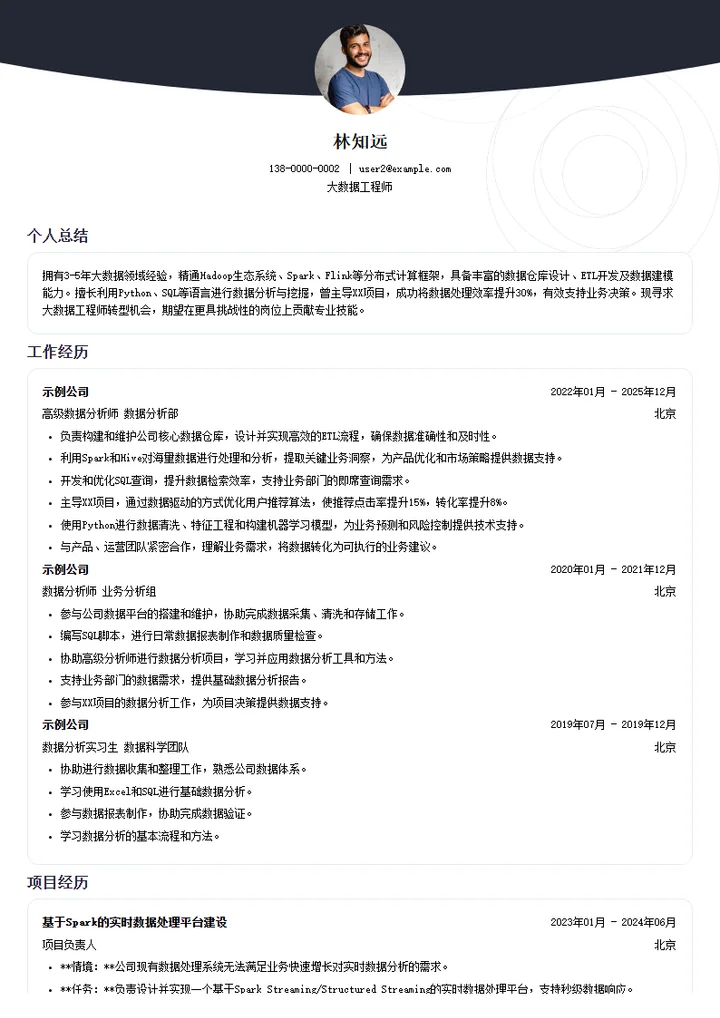 林知远
138-0000-0002 | user2@example.com
大数据工程师
个人总结
拥有3-5年大数据领域经验，精通Hadoop生态系统、Spark、Flink等分布式计算框架，具备丰富的数据仓库设计、ETL开发及数据建模
能力。擅长利用Python、SQL等语言进行数据分析与挖掘，曾主导XX项目，成功将数据处理效率提升30%，有效支持业务决策。现寻求
大数据工程师转型机会，期望在更具挑战性的岗位上贡献专业技能。
工作经历
示例公司 2022年01月 - 2025年12月
高级数据分析师 数据分析部 北京
• 负责构建和维护公司核心数据仓库，设计并实现高效的ETL流程，确保数据准确性和及时性。
• 利用Spark和Hive对海量数据进行处理和分析，提取关键业务洞察，为产品优化和市场策略提供数据支持。
• 开发和优化SQL查询，提升数据检索效率，支持业务部门的即席查询需求。
• 主导XX项目，通过数据驱动的方式优化用户推荐算法，使推荐点击率提升15%，转化率提升8%。
• 使用Python进行数据清洗、特征工程和构建机器学习模型，为业务预测和风险控制提供技术支持。
• 与产品、运营团队紧密合作，理解业务需求，将数据转化为可执行的业务建议。
示例公司 2020年01月 - 2021年12月
数据分析师 业务分析组 北京
• 参与公司数据平台的搭建和维护，协助完成数据采集、清洗和存储工作。
• 编写SQL脚本，进行日常数据报表制作和数据质量检查。
• 协助高级分析师进行数据分析项目，学习并应用数据分析工具和方法。
• 支持业务部门的数据需求，提供基础数据分析报告。
• 参与XX项目的数据分析工作，为项目决策提供数据支持。
示例公司 2019年07月 - 2019年12月
数据分析实习生 数据科学团队 北京
• 协助进行数据收集和整理工作，熟悉公司数据体系。
• 学习使用Excel和SQL进行基础数据分析。
• 参与数据报表制作，协助完成数据验证。
• 学习数据分析的基本流程和方法。
项目经历
基于Spark的实时数据处理平台建设 2023年01月 - 2024年06月
项目负责人 北京
• **情境：**公司现有数据处理系统无法满足业务快速增长对实时数据分析的需求。
• **任务：**负责设计并实现一个基于Spark Streaming/Structured Streaming的实时数据处理平台，支持秒级数据响应。